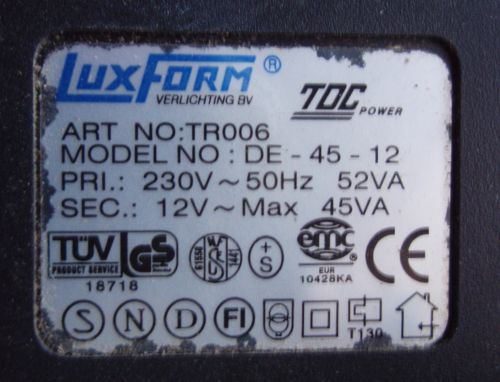 LUXFORM ®
VERLICHTING BV
TDC POWER
ART NO:TR006
MODEL NO : DE - 45 - 12
PRI.: 230V ~ 50Hz 52VA
SEC.: 12V ~ Max 45VA
TÜV
PRODUCT SERVICE
GS
18718
+
S
emc
EUR
10428KA
CE
S N D FI
T130